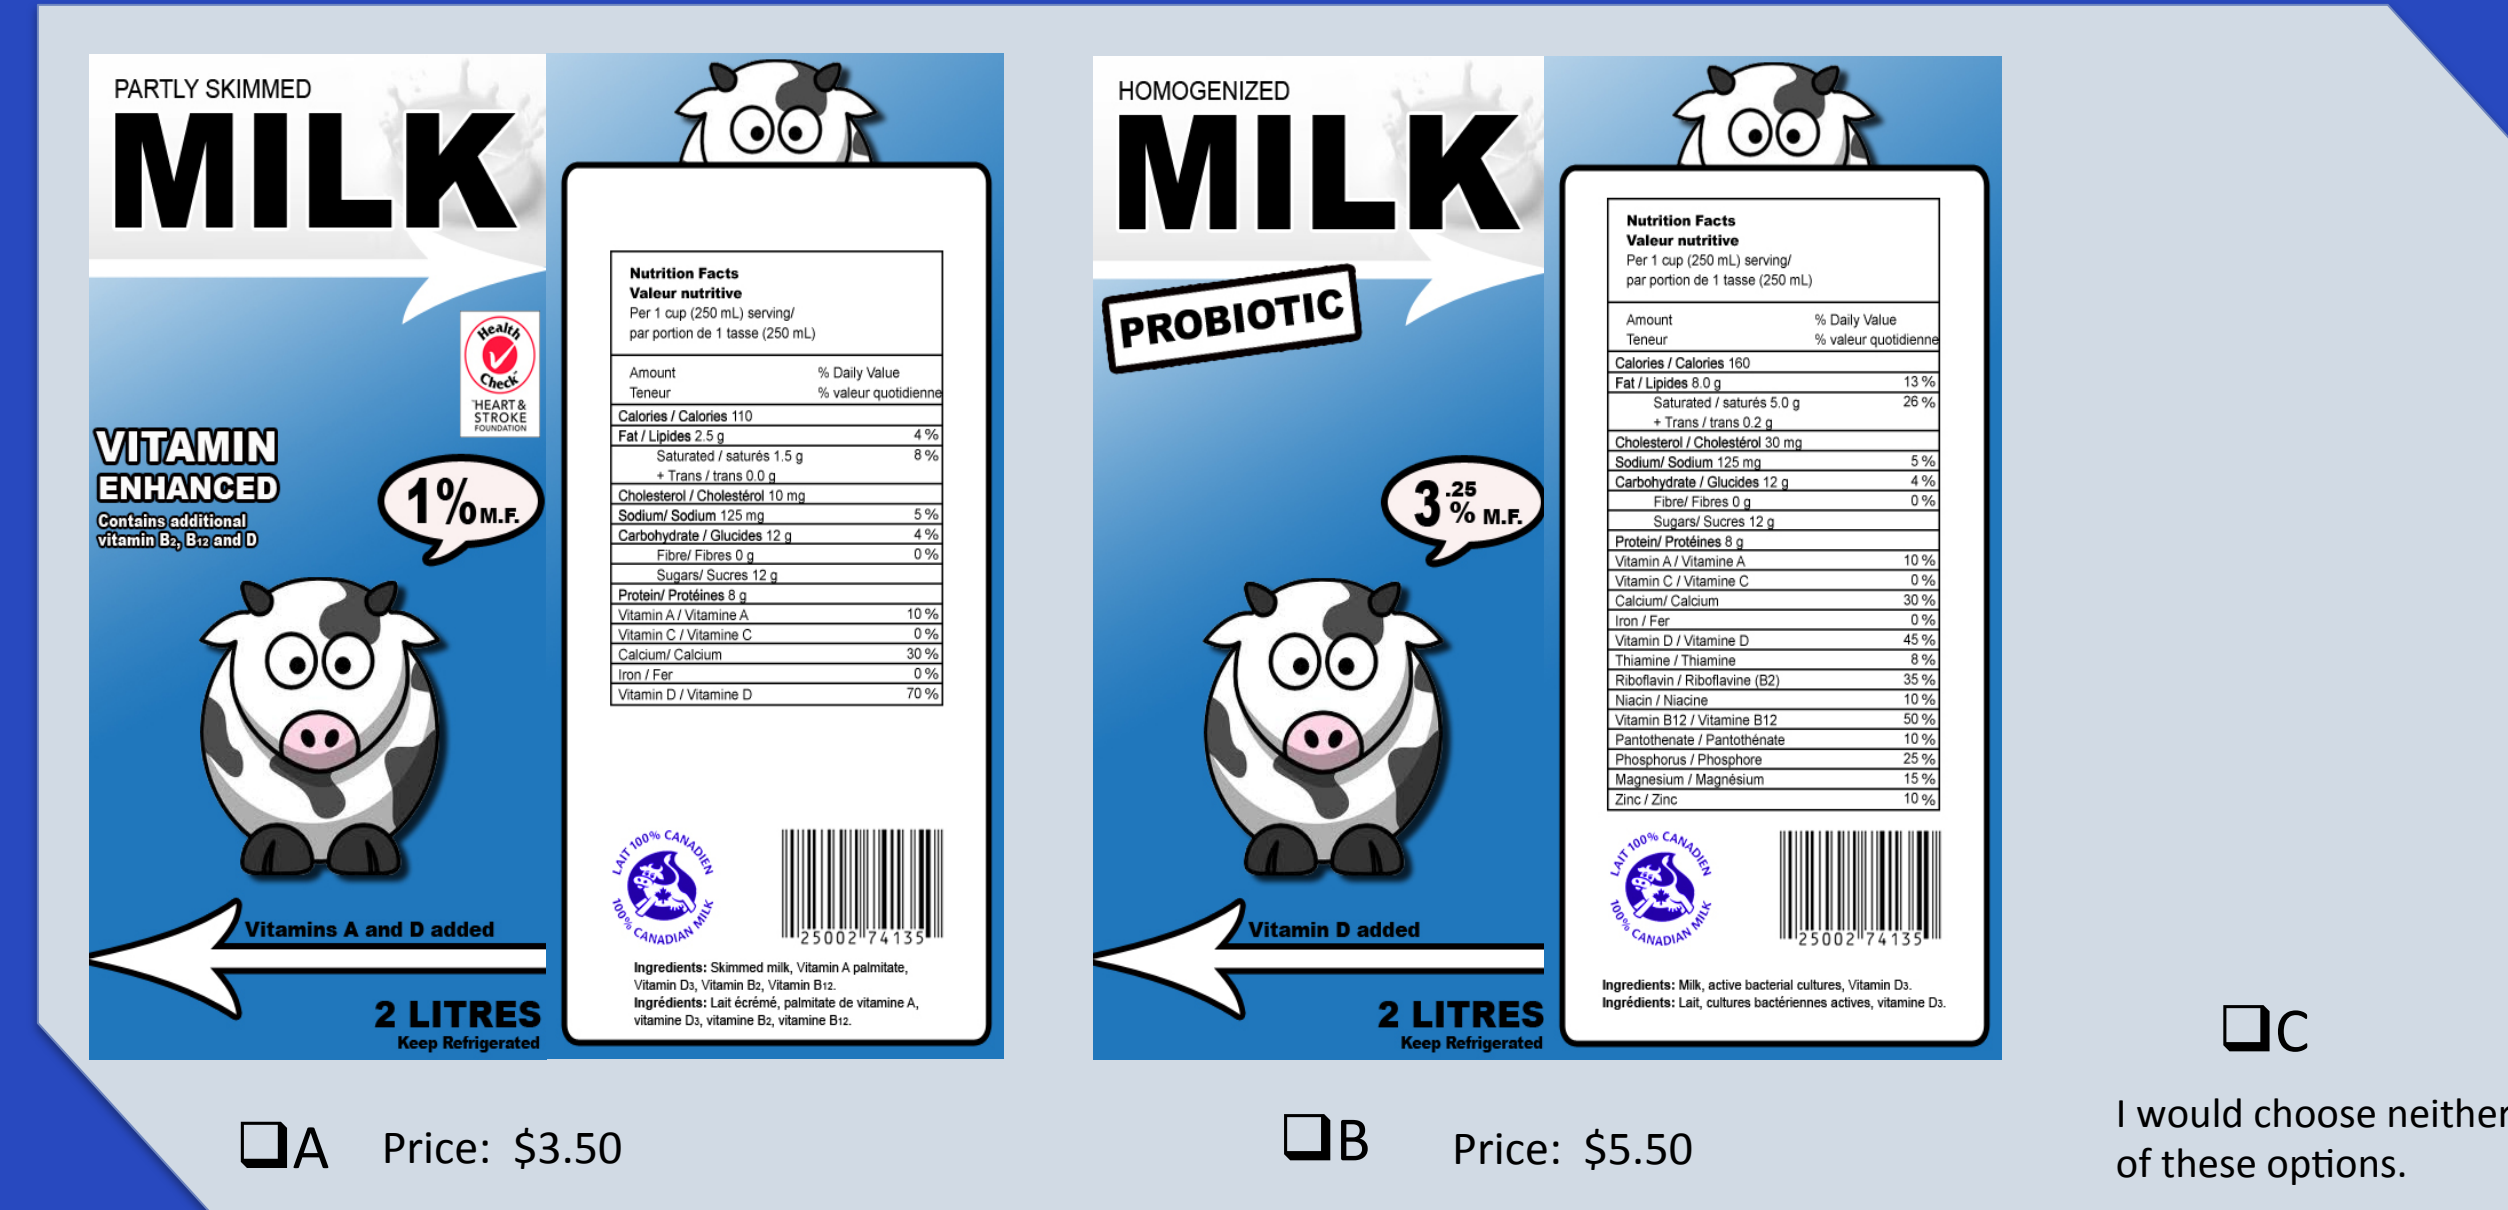 PARTLY SKIMMED
MILK
Health
Check
HEART &
STROKE
FOUNDATION
VITAMIN
ENHANCED
Contains additional
vitamin B2, B12 and D
1% M.F.
Vitamins A and D added
2 LITRES
Keep Refrigerated
Nutrition Facts
Valeur nutritive
Per 1 cup (250 mL) serving/
par portion de 1 tasse (250 mL)
Amount % Daily Value
Teneur % valeur quotidienne
Calories / Calories 110
Fat / Lipides 2.5 g 4 %
Saturated / saturés 1.5 g 8 %
+ Trans / trans 0.0 g
Cholesterol / Cholestérol 10 mg
Sodium/ Sodium 125 mg 5 %
Carbohydrate / Glucides 12 g 4 %
Fibre/ Fibres 0 g 0 %
Sugars/ Sucres 12 g
Protein/ Protéines 8 g
Vitamin A / Vitamine A 10 %
Vitamin C / Vitamine C 0 %
Calcium/ Calcium 30 %
Iron / Fer 0 %
Vitamin D / Vitamine D 70 %
LAIT 100% CANADIEN
100% CANADIAN MILK
25002 74135
Ingredients: Skimmed milk, Vitamin A palmitate,
Vitamin D3, Vitamin B2, Vitamin B12.
Ingrédients: Lait écrémé, palmitate de vitamine A,
vitamine D3, vitamine B2, vitamine B12.
A Price: $3.50
HOMOGENIZED
MILK
PROBIOTIC
3.25 % M.F.
Vitamin D added
2 LITRES
Keep Refrigerated
Nutrition Facts
Valeur nutritive
Per 1 cup (250 mL) serving/
par portion de 1 tasse (250 mL)
Amount % Daily Value
Teneur % valeur quotidienne
Calories / Calories 160
Fat / Lipides 8.0 g 13 %
Saturated / saturés 5.0 g 26 %
+ Trans / trans 0.2 g
Cholesterol / Cholestérol 30 mg
Sodium/ Sodium 125 mg 5 %
Carbohydrate / Glucides 12 g 4 %
Fibre/ Fibres 0 g 0 %
Sugars/ Sucres 12 g
Protein/ Protéines 8 g
Vitamin A / Vitamine A 10 %
Vitamin C / Vitamine C 0 %
Calcium/ Calcium 30 %
Iron / Fer 0 %
Vitamin D / Vitamine D 45 %
Thiamine / Thiamine 8 %
Riboflavin / Riboflavine (B2) 35 %
Niacin / Niacine 10 %
Vitamin B12 / Vitamine B12 50 %
Pantothenate / Pantothénate 10 %
Phosphorus / Phosphore 25 %
Magnesium / Magnésium 15 %
Zinc / Zinc 10 %
LAIT 100% CANADIEN
100% CANADIAN MILK
25002 74135
Ingredients: Milk, active bacterial cultures, Vitamin D3.
Ingrédients: Lait, cultures bactériennes actives, vitamine D3.
B Price: $5.50
C
I would choose neither
of these options.